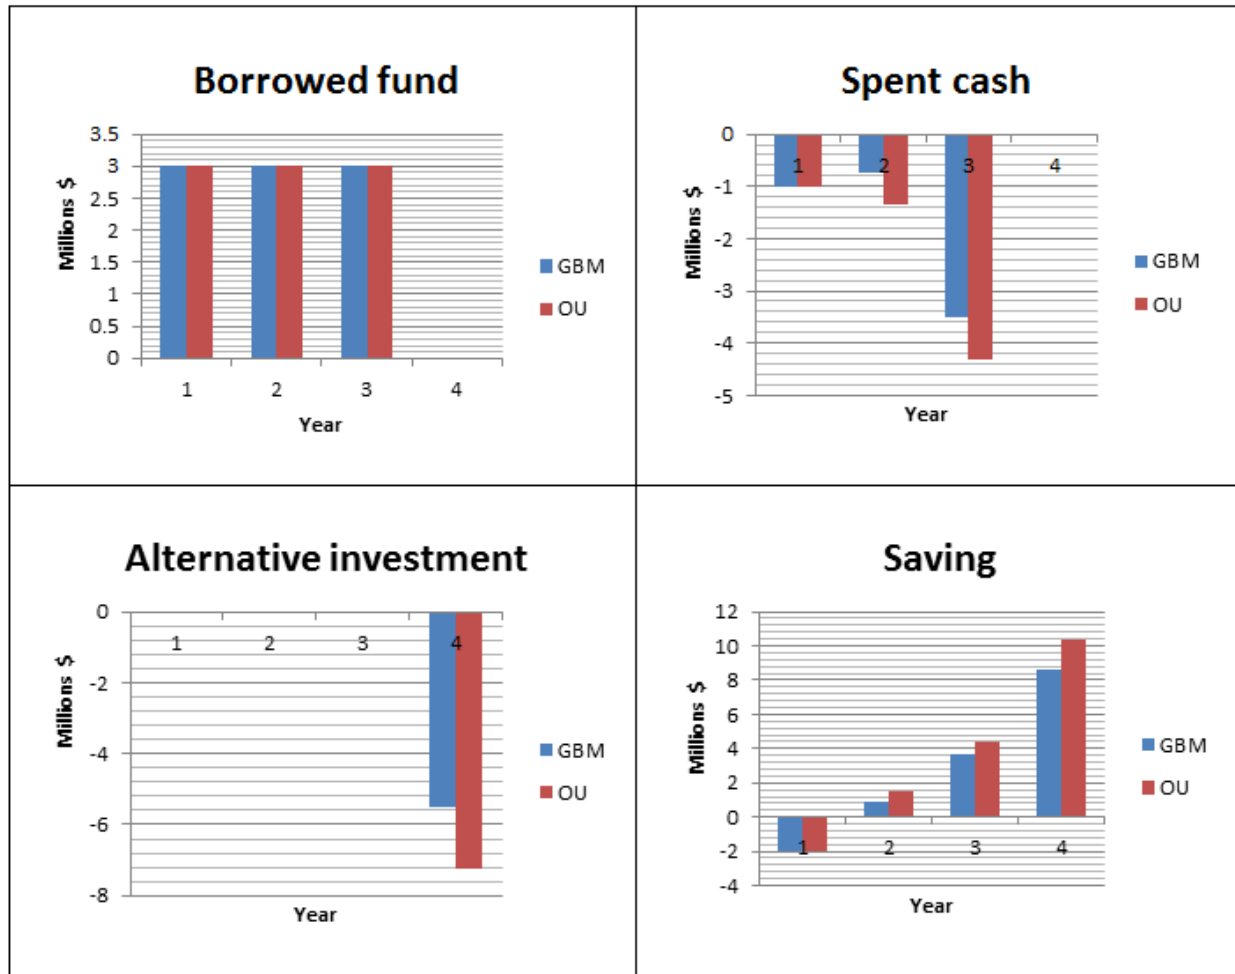 Borrowed fund
Millions $
3.5
3
2.5
2
1.5
1
0.5
0
1 2 3 4
Year
GBM
OU
Spent cash
Millions $
0
-1
-2
-3
-4
-5
1 2 3 4
Year
GBM
OU
Alternative investment
Millions $
0
-2
-4
-6
-8
1 2 3 4
Year
GBM
OU
Saving
Millions $
12
10
8
6
4
2
0
-2
-4
1 2 3 4
Year
GBM
OU